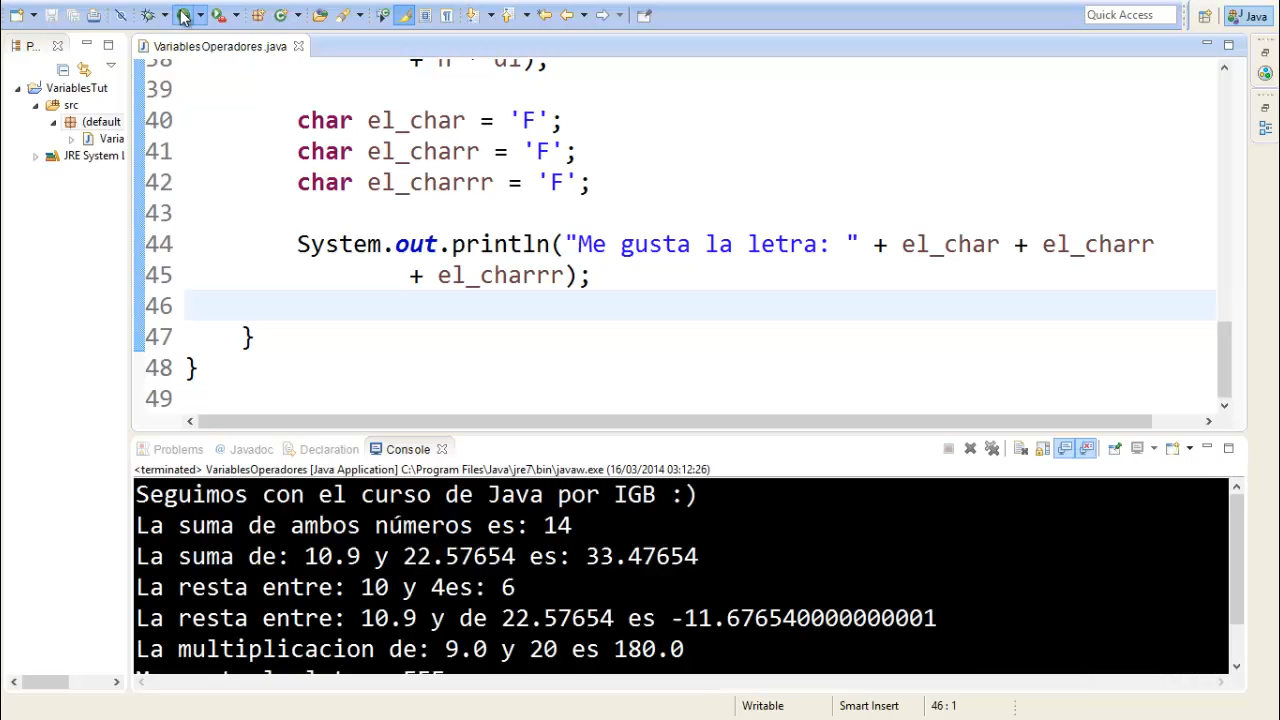 Quick Access
Java
P...
VariablesOperadores.java
VariablesTut
src
(default
Varia
JRE System L
38 + n + di);
39
40 char el_char = 'F';
41 char el_charr = 'F';
42 char el_charrr = 'F';
43
44 System.out.println("Me gusta la letra: " + el_char + el_charr
45 + el_charrr);
46
47 }
48 }
49
Problems @ Javadoc Declaration Console
<terminated> VariablesOperadores [Java Application] C:\Program Files\Java\jre7\bin\javaw.exe (16/03/2014 03:12:26)
Seguimos con el curso de Java por IGB :)
La suma de ambos números es: 14
La suma de: 10.9 y 22.57654 es: 33.47654
La resta entre: 10 y 4es: 6
La resta entre: 10.9 y de 22.57654 es -11.676540000000001
La multiplicacion de: 9.0 y 20 es 180.0
Writable Smart Insert 46 : 1